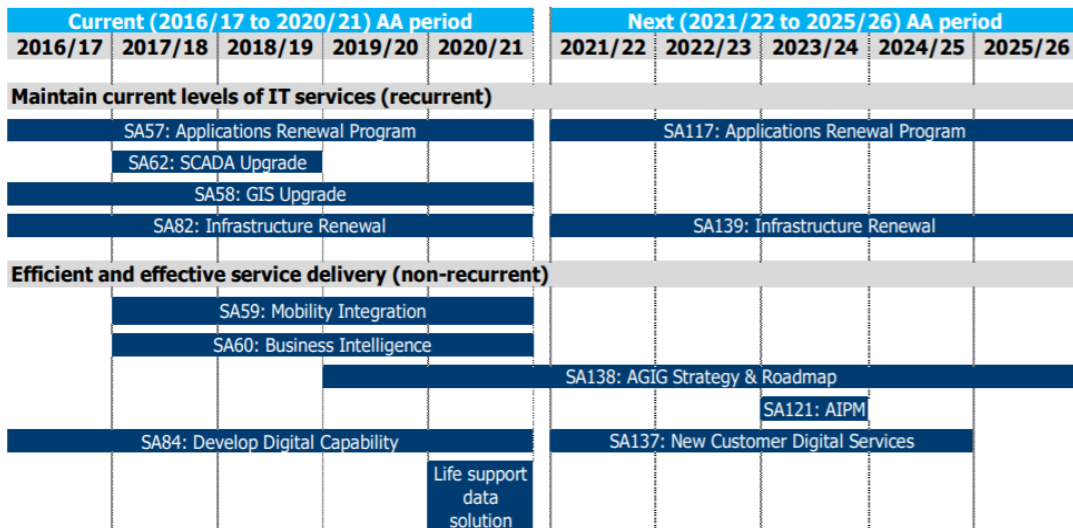 Current (2016/17 to 2020/21) AA period
Next (2021/22 to 2025/26) AA period
2016/17 2017/18 2018/19 2019/20 2020/21 2021/22 2022/23 2023/24 2024/25 2025/26
Maintain current levels of IT services (recurrent)
SA57: Applications Renewal Program
SA117: Applications Renewal Program
SA62: SCADA Upgrade
SA58: GIS Upgrade
SA82: Infrastructure Renewal
SA139: Infrastructure Renewal
Efficient and effective service delivery (non-recurrent)
SA59: Mobility Integration
SA60: Business Intelligence
SA138: AGIG Strategy & Roadmap
SA121: AIPM
SA84: Develop Digital Capability
SA137: New Customer Digital Services
Life support
data
solution